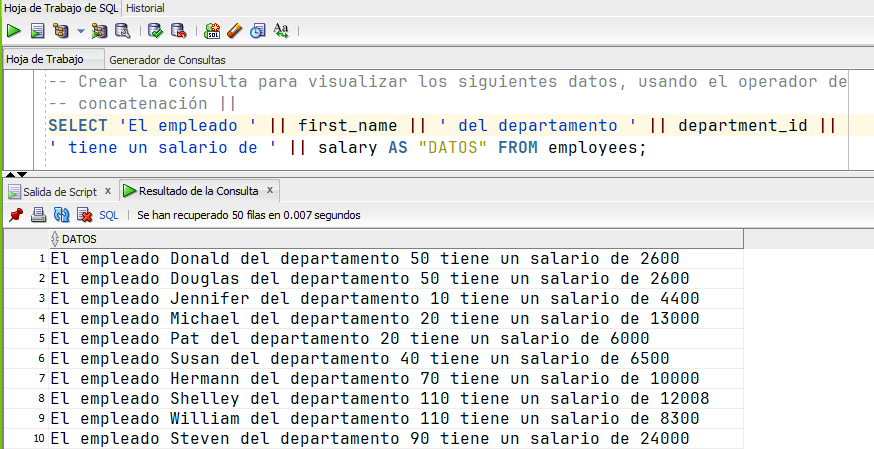 Hoja de Trabajo de SQL Historial
SQL
Aa
Hoja de Trabajo Generador de Consultas
-- Crear la consulta para visualizar los siguientes datos, usando el operador de
-- concatenación ||
SELECT 'El empleado ' || first_name || ' del departamento ' || department_id ||
' tiene un salario de ' || salary AS "DATOS" FROM employees;
Salida de Script x Resultado de la Consulta x
SQL | Se han recuperado 50 filas en 0.007 segundos
DATOS
1 El empleado Donald del departamento 50 tiene un salario de 2600
2 El empleado Douglas del departamento 50 tiene un salario de 2600
3 El empleado Jennifer del departamento 10 tiene un salario de 4400
4 El empleado Michael del departamento 20 tiene un salario de 13000
5 El empleado Pat del departamento 20 tiene un salario de 6000
6 El empleado Susan del departamento 40 tiene un salario de 6500
7 El empleado Hermann del departamento 70 tiene un salario de 10000
8 El empleado Shelley del departamento 110 tiene un salario de 12008
9 El empleado William del departamento 110 tiene un salario de 8300
10 El empleado Steven del departamento 90 tiene un salario de 24000